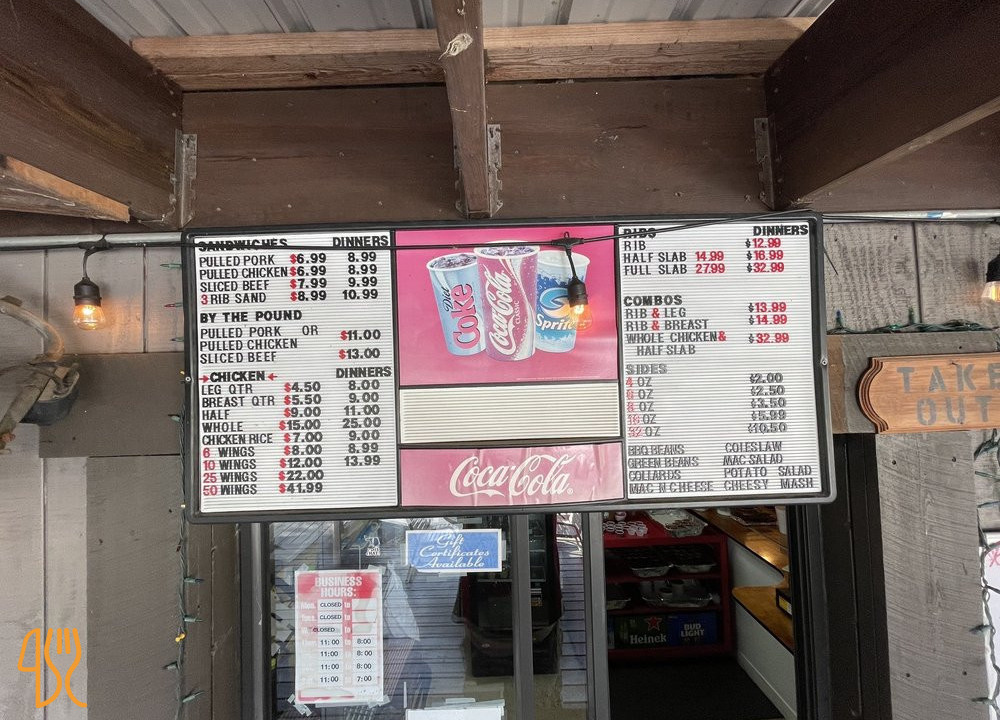 SANDWICHES DINNERS
PULLED PORK $6.99 8.99
PULLED CHICKEN $6.99 8.99
SLICED BEEF $7.99 9.99
3 RIB SAND $8.99 10.99
BY THE POUND
PULLED PORK OR
PULLED CHICKEN $11.00
SLICED BEEF $13.00
CHICKEN DINNERS
LEG QTR $4.50 8.00
BREAST QTR $5.50 9.00
HALF $9.00 11.00
WHOLE $15.00 25.00
CHICKEN RICE $7.00 9.00
6 WINGS $8.00 8.99
10 WINGS $12.00 13.99
25 WINGS $22.00
50 WINGS $41.99
Diet Coke
Coca-Cola
CLASSIC
Sprite
Coca-Cola
RIBS DINNERS
RIB $12.99
HALF SLAB 14.99 $16.99
FULL SLAB 27.99 $32.99
COMBOS
RIB & LEG $13.99
RIB & BREAST $14.99
WHOLE CHICKEN & $32.99
HALF SLAB
SIDES
4 OZ $2.00
6 OZ $2.50
8 OZ $3.50
16 OZ $5.99
32 OZ $10.50
BBQ BEANS COLESLAW
GREEN BEANS MAC SALAD
COLLARDS POTATO SALAD
MAC N CHEESE CHEESY MASH
TAKE
OUT
Gift
Certificates
Available
BUSINESS
HOURS:
CLOSED
CLOSED
CLOSED
11:00 8:00
11:00 8:00
11:00 8:00
11:00 7:00
Heineken
BUD
LIGHT